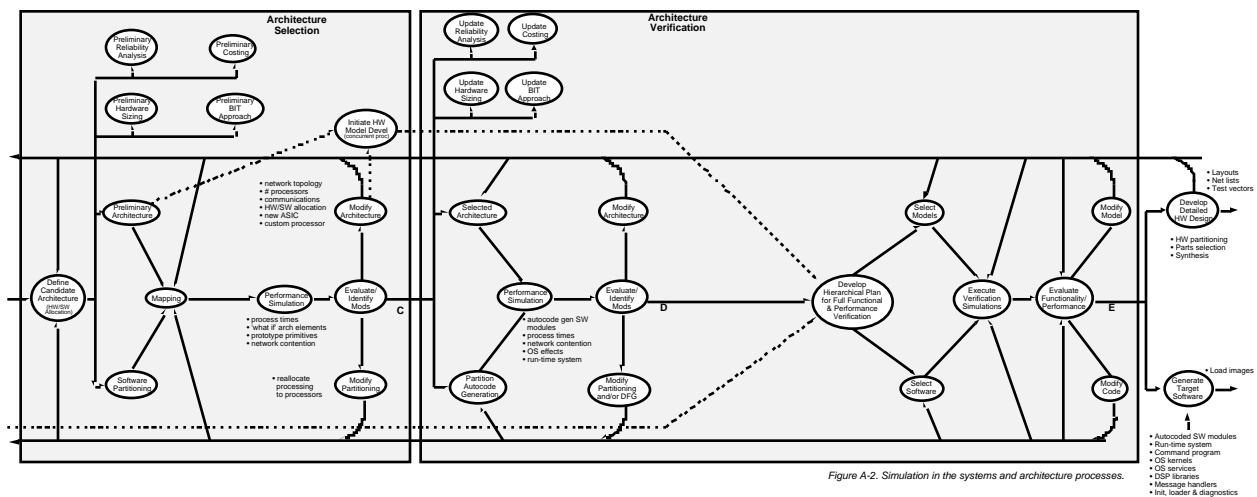 Architecture
Selection
Preliminary
Reliability
Analysis
Preliminary
Costing
Preliminary
Hardware
Sizing
Preliminary
BIT
Approach
Initiate HW
Model Devel
(concurrent proc)
• network topology
• # processors
• communications
• HW/SW allocation
• new ASIC
• custom processor
Preliminary
Architecture
Modify
Architecture
Define
Candidate
Architecture
(HW/SW
Allocation)
Mapping
Performance
Simulation
Evaluate/
Identify
Mods
C
• process times
• 'what if' arch elements
• prototype primitives
• network contention
• reallocate
processing
to processors
Software
Partitioning
Modify
Partitioning
Architecture
Verification
Update
Reliability
Analysis
Update
Costing
Update
Hardware
Sizing
Update
BIT
Approach
Selected
Architecture
Modify
Architecture
Performance
Simulation
Evaluate/
Identify
Mods
D
• autocode gen SW
modules
• process times
• network contention
• OS effects
• run-time system
Partition
Autocode
Generation
Modify
Partitioning
and/or DFG
Develop
Hierarchical Plan
for Full Functional
& Performance
Verification
Select
Models
Select
Software
Execute
Verification
Simulations
Modify
Model
Evaluate
Functionality/
Performance
E
Modify
Code
• Layouts
• Net lists
• Test vectors
Develop
Detailed
HW Design
• HW partitioning
• Parts selection
• Synthesis
• Load images
Generate
Target
Software
• Autocoded SW modules
• Run-time system
• Command program
• OS kernels
• OS services
• DSP libraries
• Message handlers
• Init, loader & diagnostics
Figure A-2. Simulation in the systems and architecture processes.